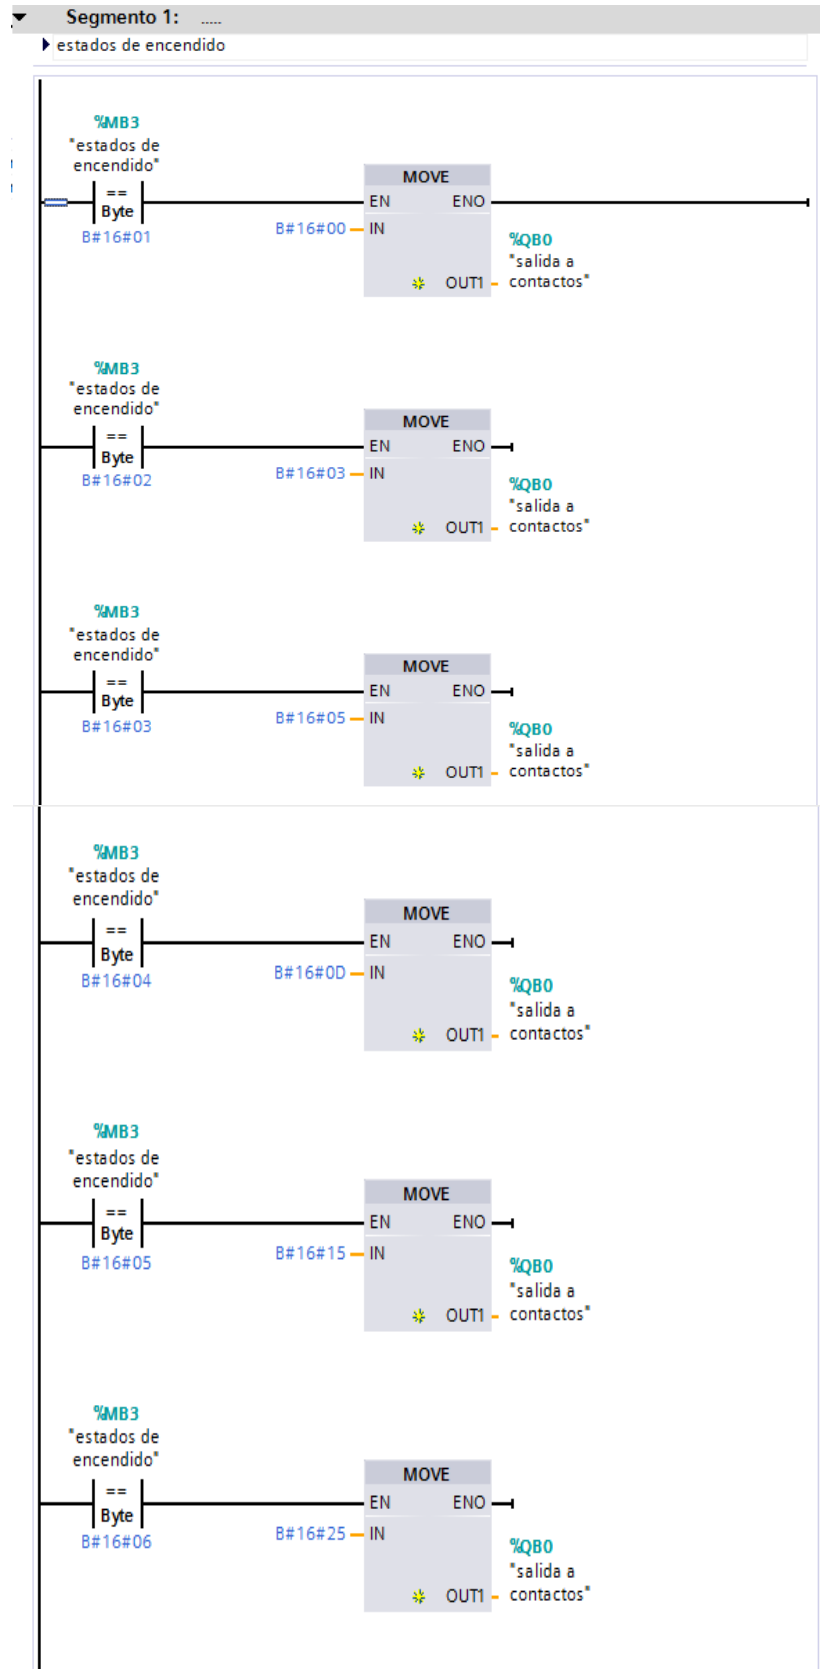 Segmento 1: .....
estados de encendido
%MB3
"estados de
encendido"
==
Byte
B#16#01
MOVE
EN ENO
B#16#00 IN
%QB0
"salida a
OUT1 contactos"
%MB3
"estados de
encendido"
==
Byte
B#16#02
MOVE
EN ENO
B#16#03 IN
%QB0
"salida a
OUT1 contactos"
%MB3
"estados de
encendido"
==
Byte
B#16#03
MOVE
EN ENO
B#16#05 IN
%QB0
"salida a
OUT1 contactos"
%MB3
"estados de
encendido"
==
Byte
B#16#04
MOVE
EN ENO
B#16#0D IN
%QB0
"salida a
OUT1 contactos"
%MB3
"estados de
encendido"
==
Byte
B#16#05
MOVE
EN ENO
B#16#15 IN
%QB0
"salida a
OUT1 contactos"
%MB3
"estados de
encendido"
==
Byte
B#16#06
MOVE
EN ENO
B#16#25 IN
%QB0
"salida a
OUT1 contactos"